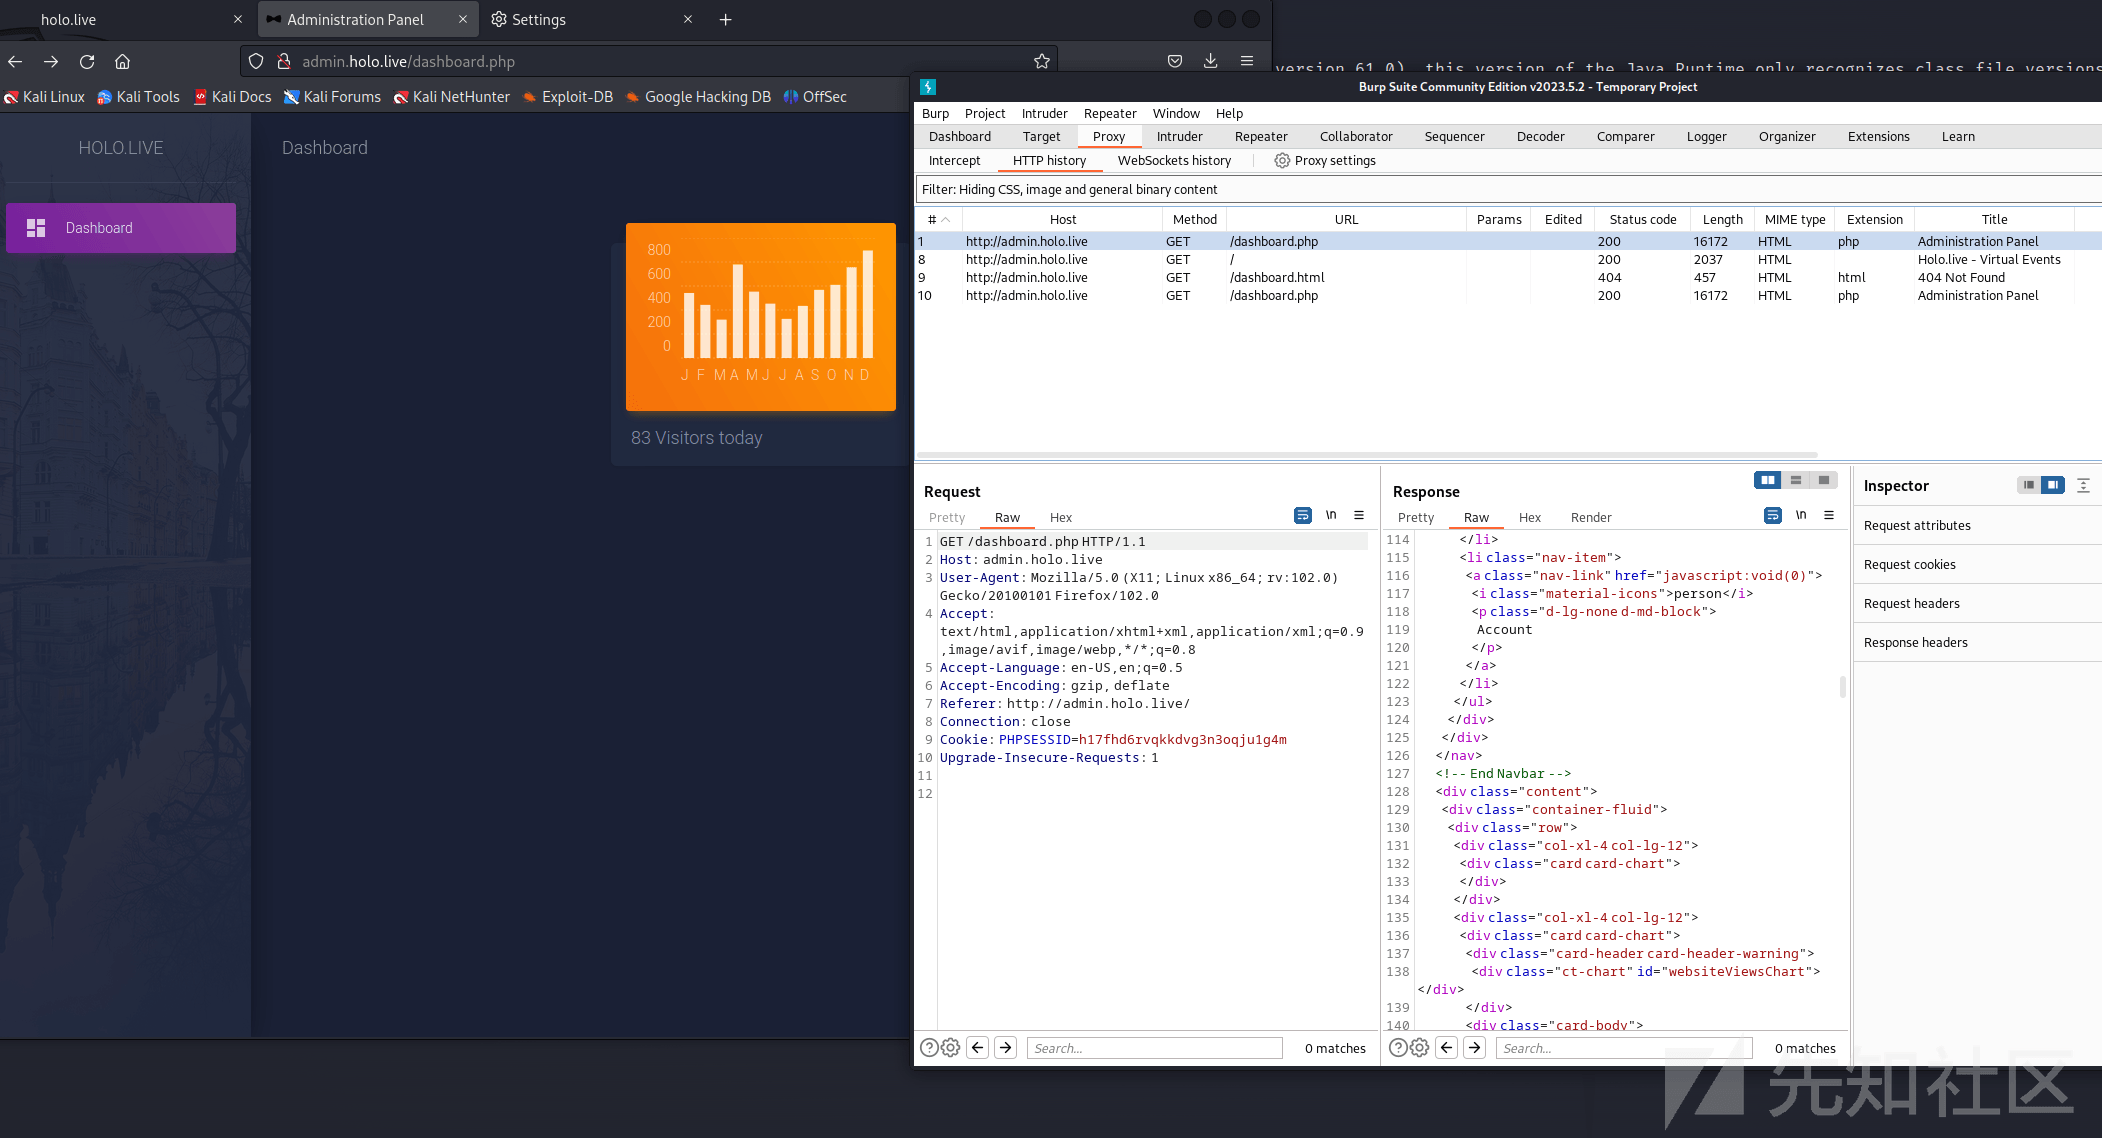 holo.live
Administration Panel
Settings
admin.holo.live/dashboard.php
Kali Linux Kali Tools Kali Docs Kali Forums Kali NetHunter Exploit-DB Google Hacking DB OffSec
version 61.0), this version of the Java Runtime only recognizes class file versions
HOLO.LIVE
Dashboard
Dashboard
800
600
400
200
0
J F M A M J J A S O N D
83 Visitors today
Burp Suite Community Edition v2023.5.2 - Temporary Project
Burp Project Intruder Repeater Window Help
Dashboard Target Proxy Intruder Repeater Collaborator Sequencer Decoder Comparer Logger Organizer Extensions Learn
Intercept HTTP history WebSockets history Proxy settings
Filter: Hiding CSS, image and general binary content
# Host Method URL Params Edited Status code Length MIME type Extension Title
1 http://admin.holo.live GET /dashboard.php 200 16172 HTML php Administration Panel
8 http://admin.holo.live GET / 200 2037 HTML Holo.live - Virtual Events
9 http://admin.holo.live GET /dashboard.html 404 457 HTML html 404 Not Found
10 http://admin.holo.live GET /dashboard.php 200 16172 HTML php Administration Panel
Request
Pretty Raw Hex \n
1 GET /dashboard.php HTTP/1.1
2 Host: admin.holo.live
3 User-Agent: Mozilla/5.0 (X11; Linux x86_64; rv:102.0)
Gecko/20100101 Firefox/102.0
4 Accept:
text/html,application/xhtml+xml,application/xml;q=0.9
,image/avif,image/webp,*/*;q=0.8
5 Accept-Language: en-US,en;q=0.5
6 Accept-Encoding: gzip, deflate
7 Referer: http://admin.holo.live/
8 Connection: close
9 Cookie: PHPSESSID=h17fhd6rvqkkdvg3n3oqju1g4m
10 Upgrade-Insecure-Requests: 1
11
12
Search... 0 matches
Response
Pretty Raw Hex Render \n
114 </li>
115 <li class="nav-item">
116 <a class="nav-link" href="javascript:void(0)">
117 <i class="material-icons">person</i>
118 <p class="d-lg-none d-md-block">
119 Account
120 </p>
121 </a>
122 </li>
123 </ul>
124 </div>
125 </div>
126 </nav>
127 <!-- End Navbar -->
128 <div class="content">
129 <div class="container-fluid">
130 <div class="row">
131 <div class="col-xl-4 col-lg-12">
132 <div class="card card-chart">
133 </div>
134 </div>
135 <div class="col-xl-4 col-lg-12">
136 <div class="card card-chart">
137 <div class="card-header card-header-warning">
138 <div class="ct-chart" id="websiteViewsChart">
</div>
139 </div>
140 <div class="card-body">
Search... 0 matches
Inspector
Request attributes
Request cookies
Request headers
Response headers
先知社区